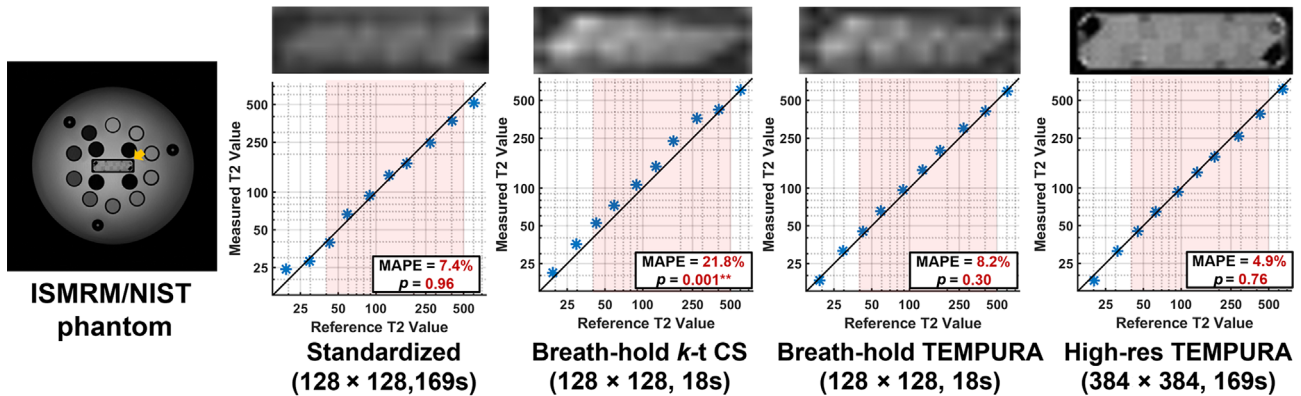 ISMRM/NIST
phantom
Measured T2 Value
500
250
100
50
25
MAPE = 7.4%
p = 0.96
25 50 100 250 500
Reference T2 Value
Standardized
(128 × 128,169s)
Measured T2 Value
500
250
100
50
25
MAPE = 21.8%
p = 0.001**
25 50 100 250 500
Reference T2 Value
Breath-hold k-t CS
(128 × 128, 18s)
Measured T2 Value
500
250
100
50
25
MAPE = 8.2%
p = 0.30
25 50 100 250 500
Reference T2 Value
Breath-hold TEMPURA
(128 × 128, 18s)
Measured T2 Value
500
250
100
50
25
MAPE = 4.9%
p = 0.76
25 50 100 250 500
Reference T2 Value
High-res TEMPURA
(384 × 384, 169s)